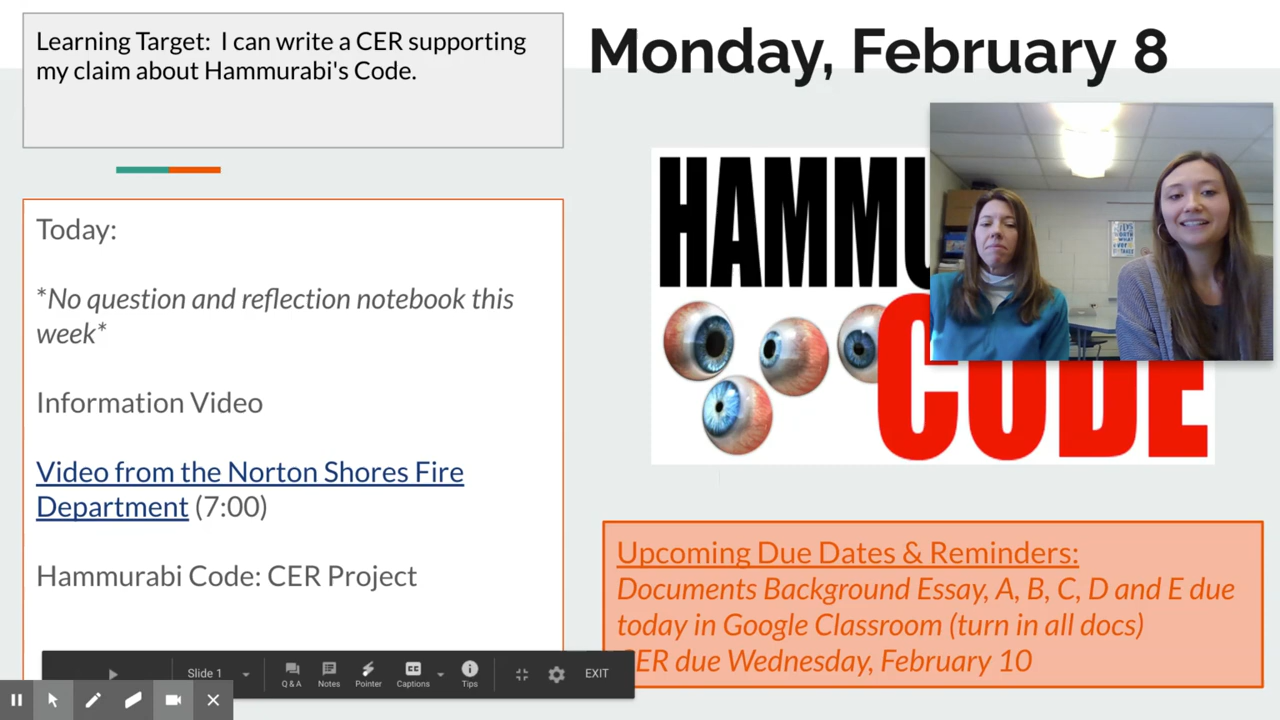 Learning Target: I can write a CER supporting
my claim about Hammurabi's Code.
Monday, February 8
Today:
*No question and reflection notebook this
week*
Information Video
Video from the Norton Shores Fire
Department (7:00)
Hammurabi Code: CER Project
HAMMU
CODE
Upcoming Due Dates & Reminders:
Documents Background Essay, A, B, C, D and E due
today in Google Classroom (turn in all docs)
ER due Wednesday, February 10
Slide 1
Q & A
Notes
Pointer
CC
Captions
Tips
EXIT